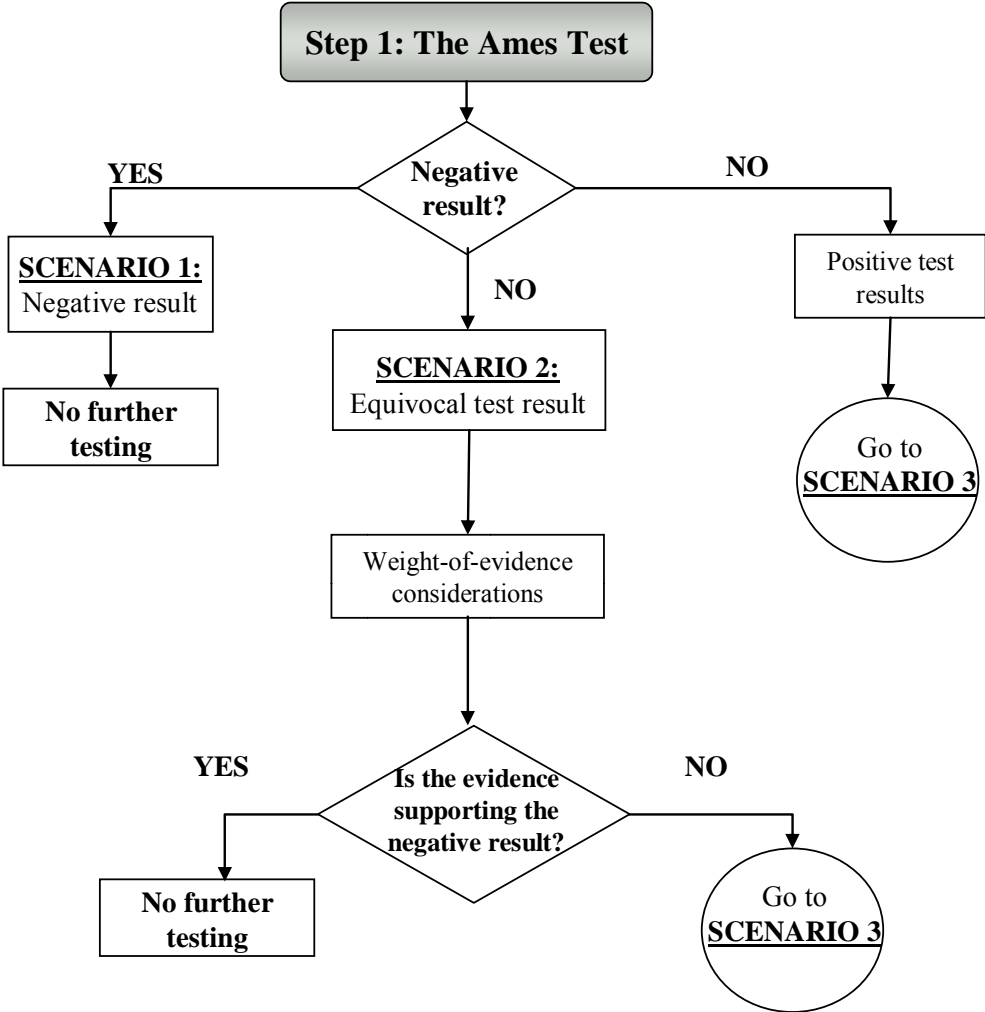 Step 1: The Ames Test
Negative
result?
YES
NO
NO
SCENARIO 1:
Negative result
No further
testing
SCENARIO 2:
Equivocal test result
Positive test
results
Go to
SCENARIO 3
Weight-of-evidence
considerations
Is the evidence
supporting the
negative result?
YES
NO
No further
testing
Go to
SCENARIO 3